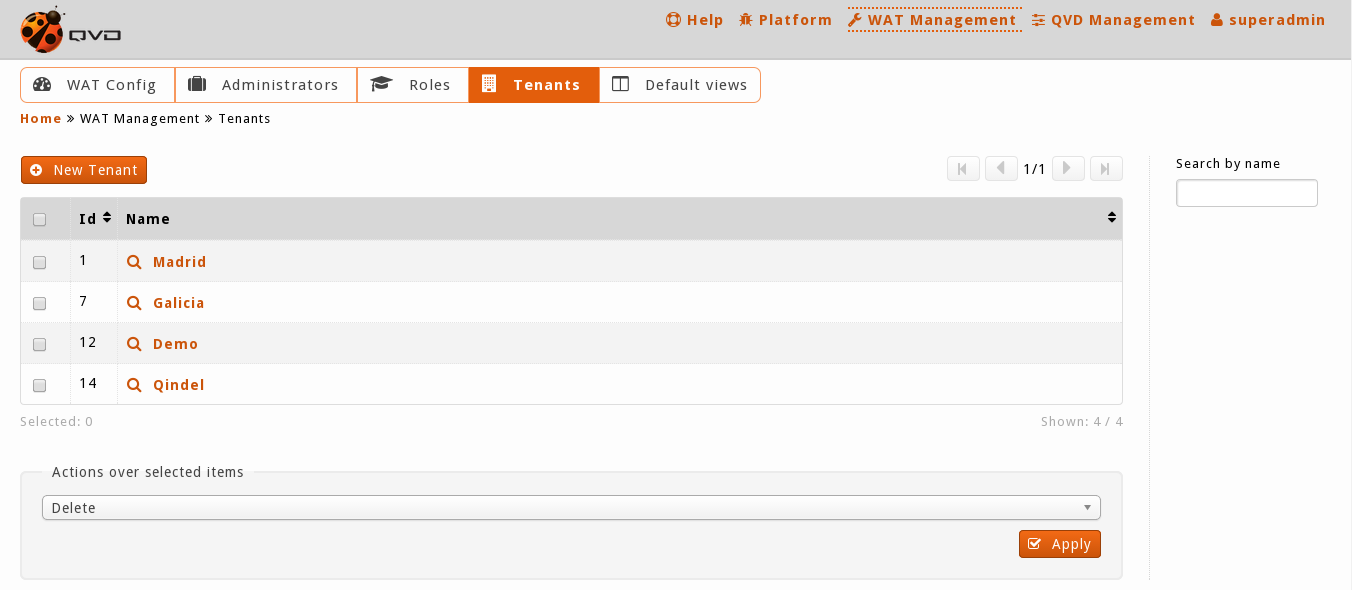 QVD Help Platform WAT Management QVD Management superadmin
WAT Config Administrators Roles Tenants Default views
Home » WAT Management » Tenants
New Tenant 1/1 Search by name
Id Name
1 Madrid
7 Galicia
12 Demo
14 Qindel
Selected: 0 Shown: 4 / 4
Actions over selected items
Delete
Apply